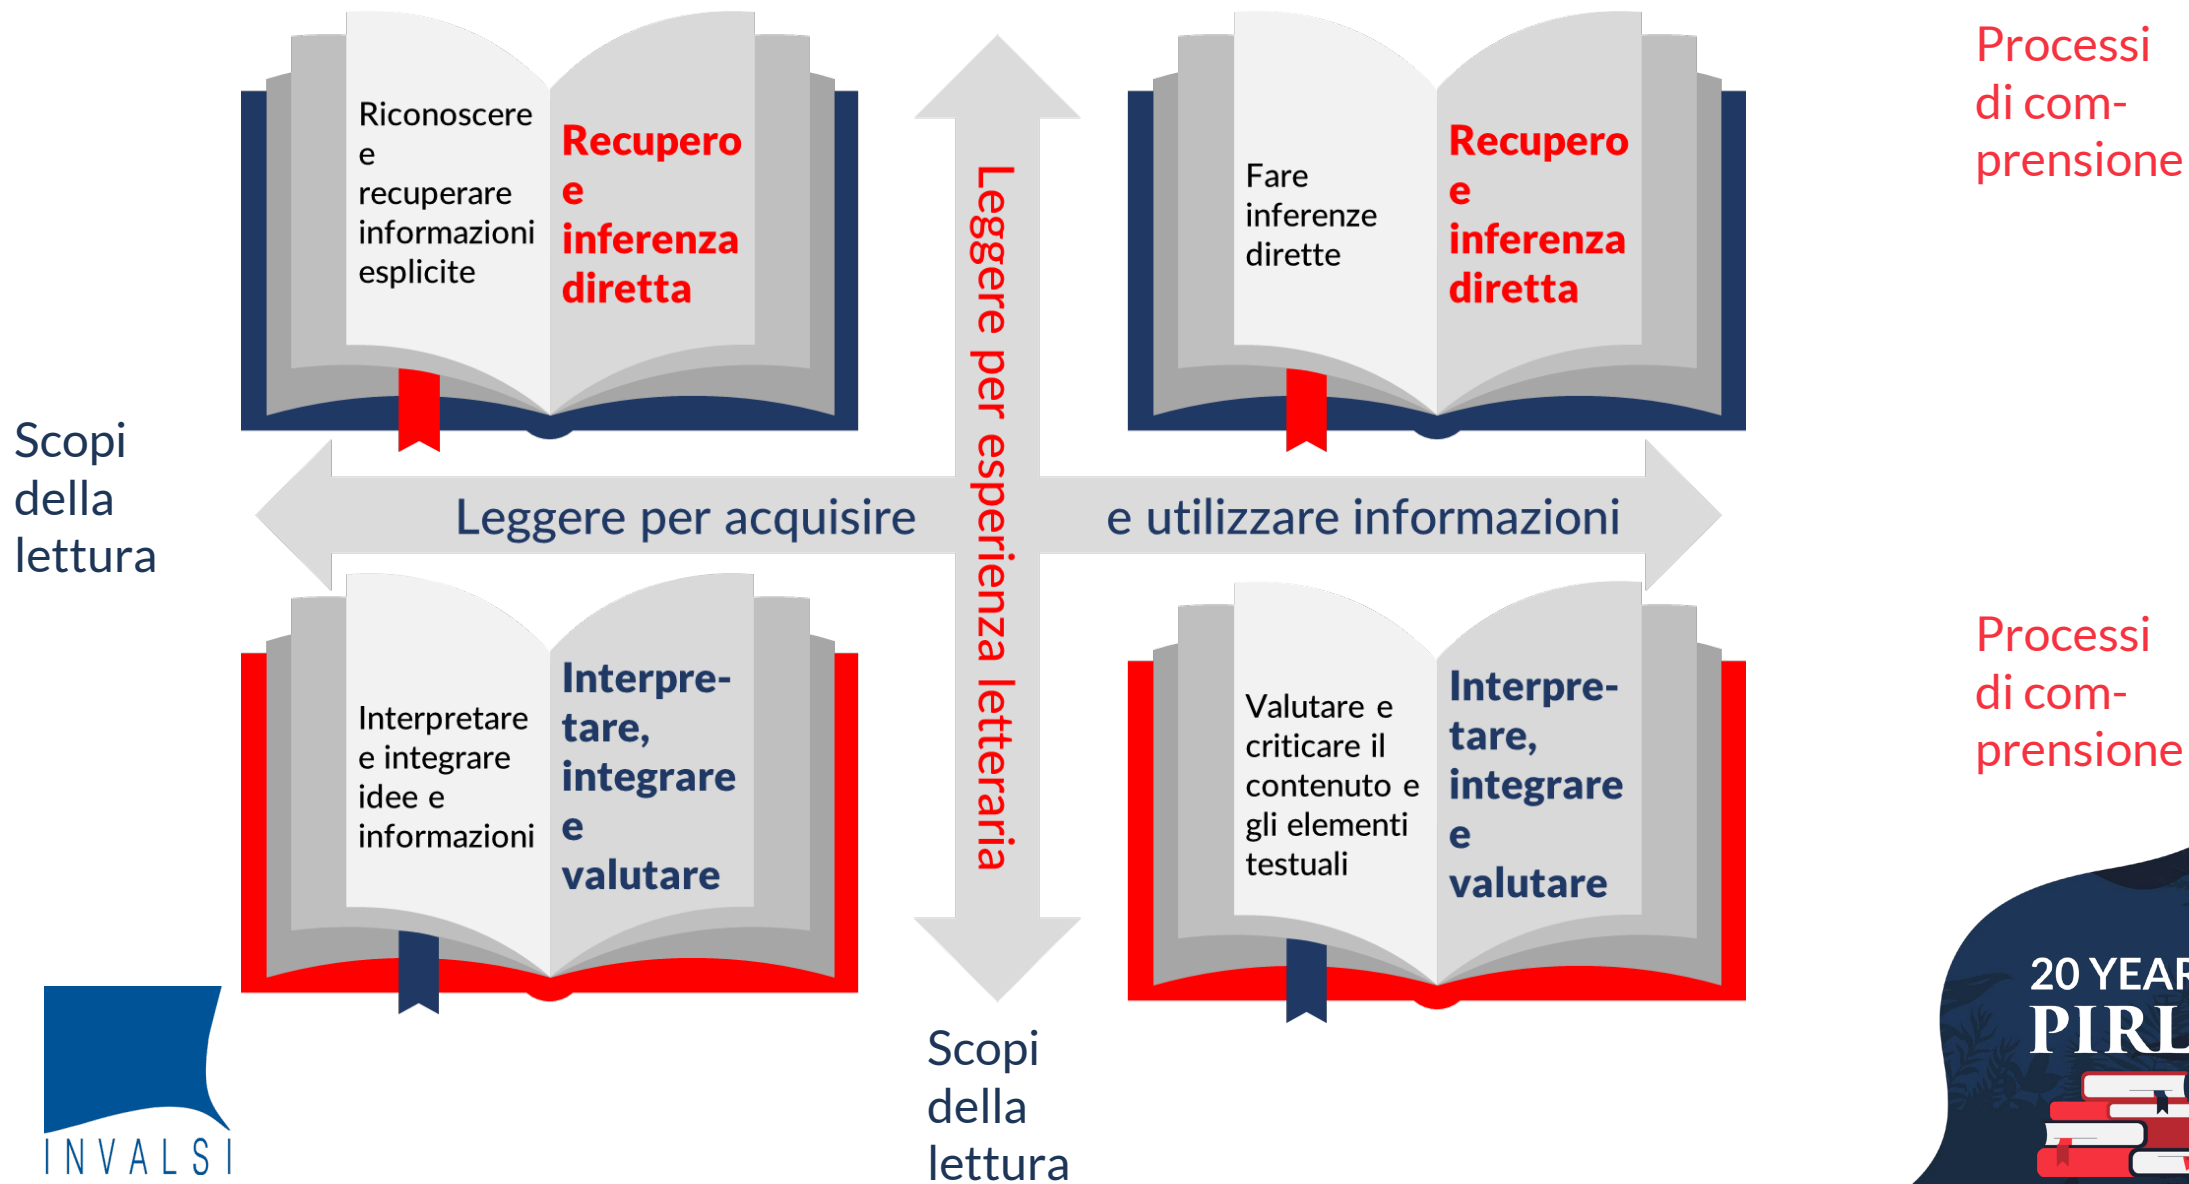 Riconoscere
e
recuperare
informazioni
esplicite
Recupero
e
inferenza
diretta
Fare
inferenze
dirette
Recupero
e
inferenza
diretta
Processi
di com-
prensione
Leggere per esperienza letteraria
Scopi
della
lettura
Leggere per acquisire e utilizzare informazioni
Interpretare
e integrare
idee e
informazioni
Interpre-
tare,
integrare
e
valutare
Valutare e
criticare il
contenuto e
gli elementi
testuali
Interpre-
tare,
integrare
e
valutare
Processi
di com-
prensione
Scopi
della
lettura
INVALSI
20 YEAR
PIRL